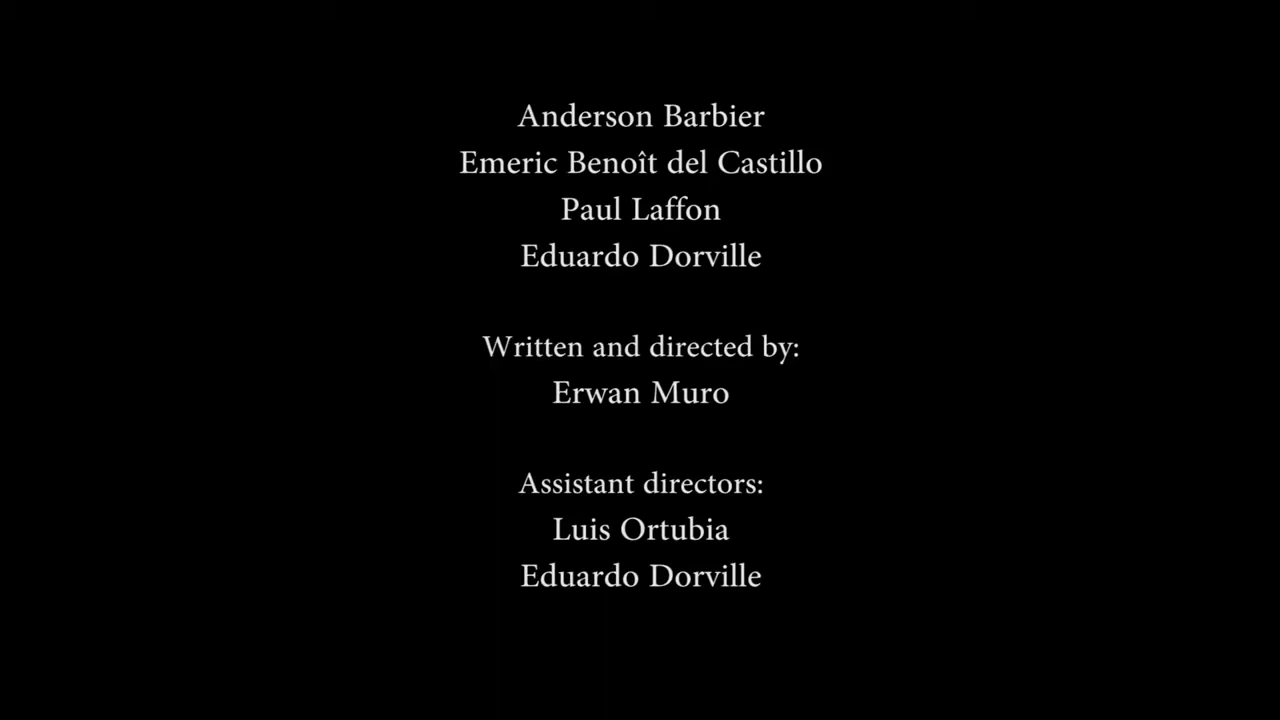 Anderson Barbier
Emeric Benoît del Castillo
Paul Laffon
Eduardo Dorville
Written and directed by:
Erwan Muro
Assistant directors:
Luis Ortubia
Eduardo Dorville